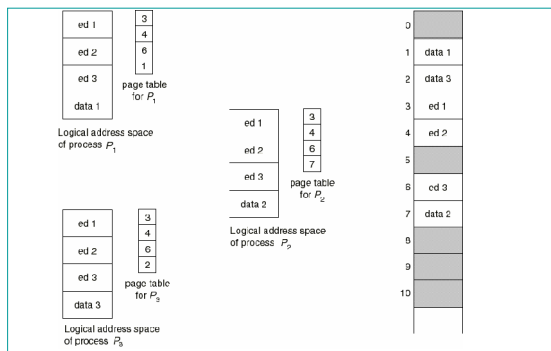 ed 1
ed 2
ed 3
data 1
3
4
6
1
page table
for P1
Logical address space
of process P1
ed 1
ed 2
ed 3
data 2
3
4
6
7
page table
for P2
Logical address space
of process P2
ed 1
ed 2
ed 3
data 3
3
4
6
2
page table
for P3
Logical address space
of process P3
0
1 data 1
2 data 3
3 ed 1
4 ed 2
5
6 ed 3
7 data 2
8
9
10